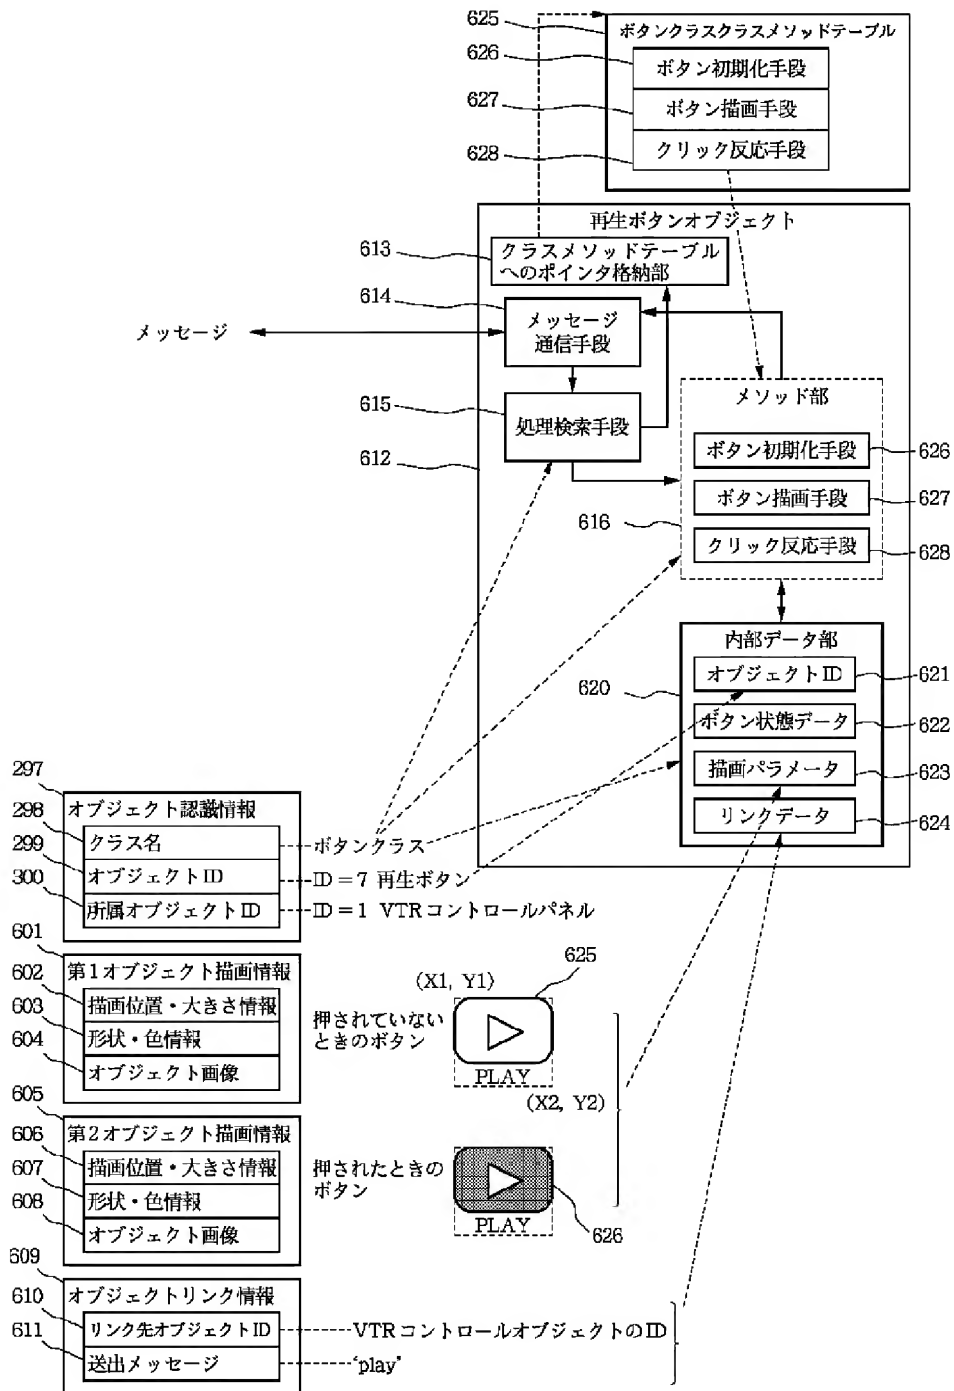 625
ボタンクラスクラスメソッドテーブル
626
ボタン初期化手段
627
ボタン描画手段
628
クリック反応手段
再生ボタンオブジェクト
613
クラスメソッドテーブル
へのポインタ格納部
614
メッセージ
メッセージ
通信手段
615
処理検索手段
612
メソッド部
ボタン初期化手段
626
ボタン描画手段
627
616
クリック反応手段
628
内部データ部
620
オブジェクトID
621
ボタン状態データ
622
描画パラメータ
623
リンクデータ
624
297
オブジェクト認識情報
298
クラス名
ボタンクラス
299
オブジェクトID
ID=7 再生ボタン
300
所属オブジェクトID
ID=1 VTRコントロールパネル
601
第1オブジェクト描画情報
602
描画位置・大きさ情報
603
形状・色情報
604
オブジェクト画像
押されていない
ときのボタン
(X1, Y1)
625
PLAY
(X2, Y2)
605
第2オブジェクト描画情報
606
描画位置・大きさ情報
607
形状・色情報
608
オブジェクト画像
押されたときの
ボタン
PLAY
626
609
オブジェクトリンク情報
610
リンク先オブジェクトID
VTRコントロールオブジェクトのID
611
送出メッセージ
'play'